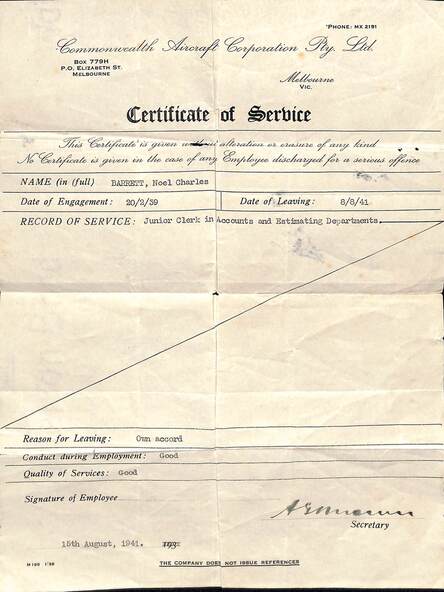 'PHONE: MX 2191
Commonwealth Aircraft Corporation Pty. Ltd.
BOX 779H
P.O. ELIZABETH ST.
MELBOURNE
Melbourne
VIC.
Certificate of Service
This Certificate is given without alteration or erasure of any kind
No Certificate is given in the case of any Employee discharged for a serious offence
NAME (in full) BARRETT, Noel Charles
Date of Engagement: 20/2/39 Date of Leaving: 8/8/41
RECORD OF SERVICE: Junior Clerk in Accounts and Estimating Departments.
Reason for Leaving: Own accord
Conduct during Employment: Good
Quality of Services: Good
Signature of Employee
Secretary
15th August, 1941. 193
THE COMPANY DOES NOT ISSUE REFERENCES